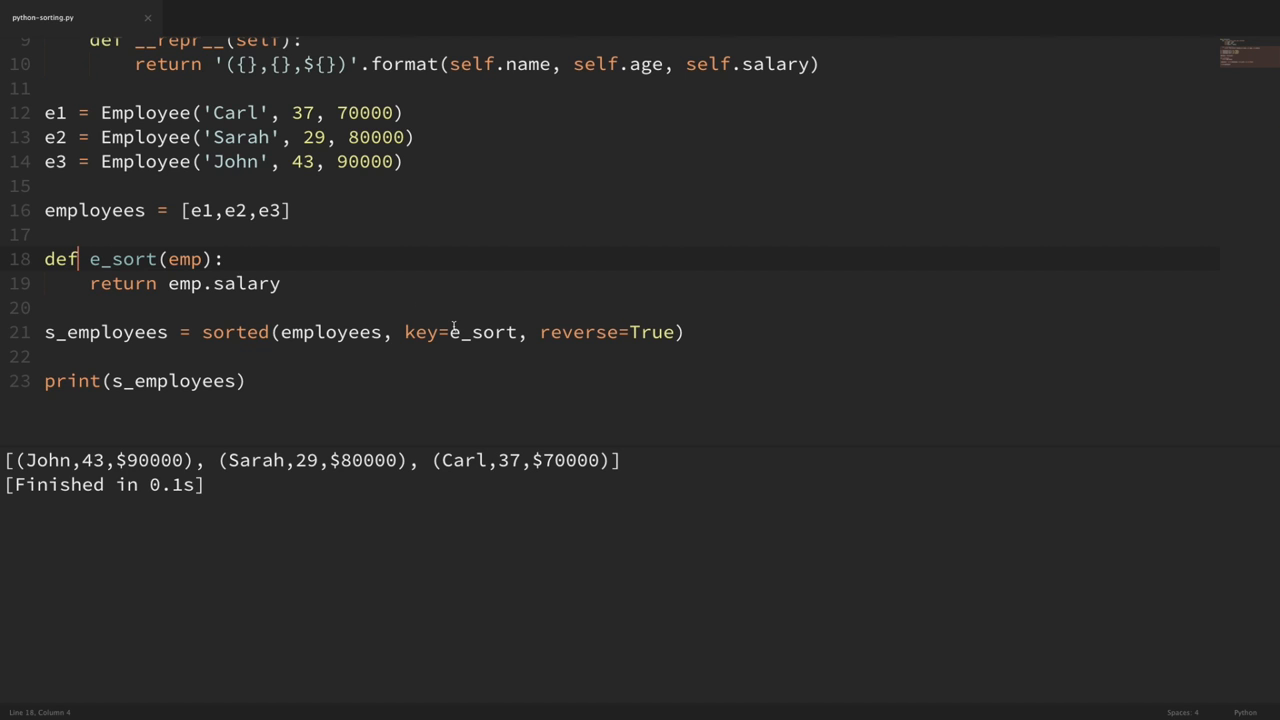 python-sorting.py ×
9     def __repr__(self):
10         return '({},{},${})'.format(self.name, self.age, self.salary)
11
12 e1 = Employee('Carl', 37, 70000)
13 e2 = Employee('Sarah', 29, 80000)
14 e3 = Employee('John', 43, 90000)
15
16 employees = [e1,e2,e3]
17
18 def e_sort(emp):
19     return emp.salary
20
21 s_employees = sorted(employees, key=e_sort, reverse=True)
22
23 print(s_employees)
[(John,43,$90000), (Sarah,29,$80000), (Carl,37,$70000)]
[Finished in 0.1s]
Line 18, Column 4 Spaces: 4 Python